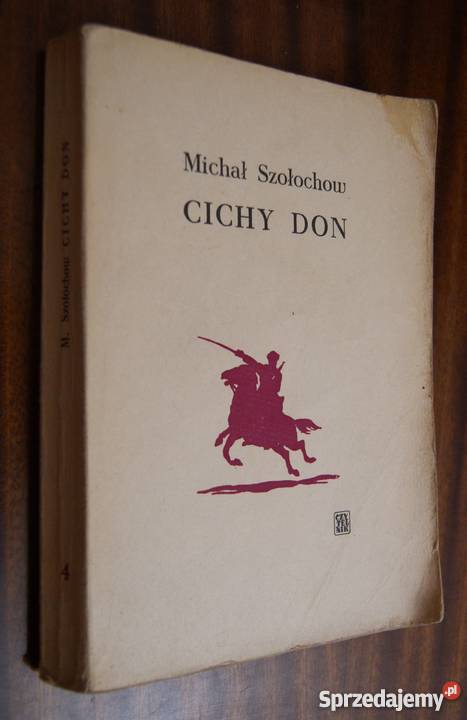 Michał Szołochow
CICHY DON
M. Szołochow CICHY DON
4
CZY
TEL
NIK
Sprzedajemy.pl